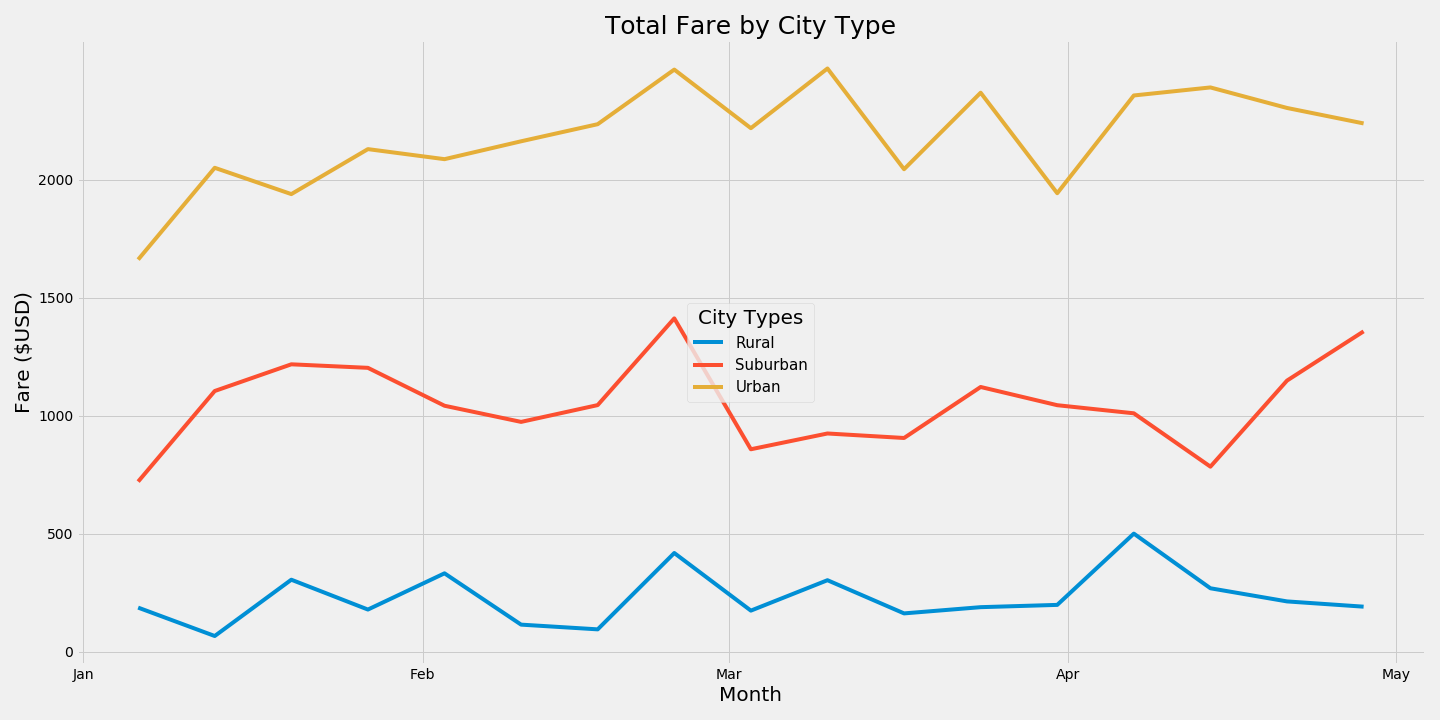 Total Fare by City Type
Fare ($USD)
2000
1500
1000
500
0
City Types
Rural
Suburban
Urban
Jan Feb Mar Apr May
Month